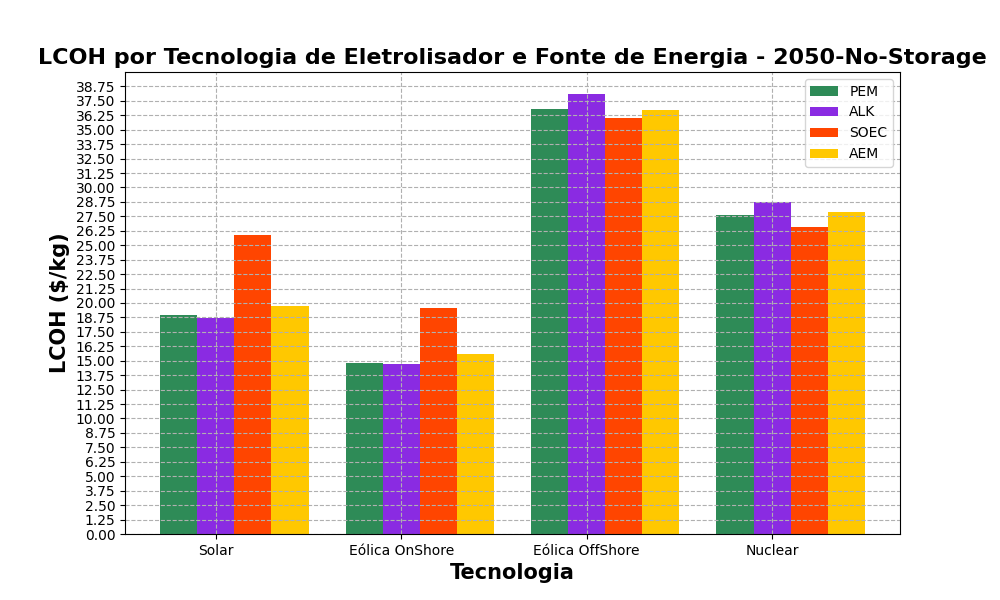 LCOH por Tecnologia de Eletrolisador e Fonte de Energia - 2050-No-Storage
LCOH ($/kg)
38.75
37.50
36.25
35.00
33.75
32.50
31.25
30.00
28.75
27.50
26.25
25.00
23.75
22.50
21.25
20.00
18.75
17.50
16.25
15.00
13.75
12.50
11.25
10.00
8.75
7.50
6.25
5.00
3.75
2.50
1.25
0.00
PEM
ALK
SOEC
AEM
Solar
Eólica OnShore
Eólica OffShore
Nuclear
Tecnologia